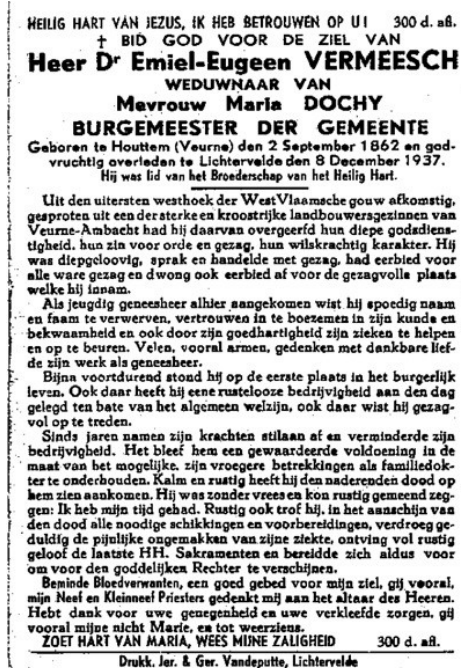 HEILIG HART VAN JEZUS, IK HEB BETROUWEN OP U! 300 d. afl.
† BID GOD VOOR DE ZIEL VAN
Heer Dr Emiel-Eugeen VERMEESCH
WEDUWNAAR VAN
Mevrouw Maria DOCHY
BURGEMEESTER DER GEMEENTE
Geboren te Houttem (Veurne) den 2 September 1862 en god-
vruchtig overleden te Lichtervelde den 8 December 1937.
Hij was lid van het Broederschap van het Heilig Hart.
Uit den uitersten westhoek der WestVlaamsche gouw afkomstig,
gesproten uit een der sterke en kroostrijke landbouwersgezinnen van
Veurne-Ambacht had hij daarvan overgeerfd hun diepe godsdiens-
tigheid, hun zin voor orde en gezag, hun wilskrachtig karakter. Hij
was diepgeloovig, sprak en handelde met gezag, had eerbied voor
alle ware gezag en dwong ook eerbied af voor de gezagvolle plaats
welke hij innam.
Als jeugdig geneesheer alhier aangekomen wist hij spoedig naam
en faam te verwerven, vertrouwen in te boezemen in zijn kunde en
bekwaamheid en ook door zijn goedhartigheid zijn zieken te helpen
en op te beuren. Velen, vooral armen, gedenken met dankbare lief-
de zijn werk als geneesheer.
Bijna voortdurend stond hij op de eerste plaats in het burgerlijk
leven. Ook daar heeft hij eene rustelooze bedrijvigheid aan den dag
gelegd ten bate van het algemeen welzijn, ook daar wist hij gezag-
vol op te treden.
Sinds jaren namen zijn krachten stilaan af en verminderde zijn
bedrijvigheid. Het bleef hem een gewaardeerde voldoening in de
maat van het mogelijke, zijn vroegere betrekkingen als familiedok-
ter te onderhouden. Kalm en rustig heeft hij den naderenden dood op
hem zien aankomen. Hij was zonder vrees en kon rustig gemeend zeg-
gen: Ik heb mijn tijd gehad. Rustig ook trof hij, in het aanschijn van
den dood alle noodige schikkingen en voorbereidingen, verdroeg ge-
duldig de pijnlijke ongemakken van zijne ziekte, ontving vol rustig
geloof de laatste HH. Sakramenten en bereidde zich aldus voor
om voor den goddelijken Rechter te verschijnen.
Beminde Bloedverwanten, een goed gebed voor mijn ziel, gij vooral,
mijn Neef en Kleinneef Priesters gedenkt mij aan het altaar des Heeren.
Hebt dank voor uwe genegenheid en uwe verkleefde zorgen, gij
vooral mijne nicht Marie, en tot weerziens.
ZOET HART VAN MARIA, WEES MIJNE ZALIGHEID 300 d. afl.
Drukk. Jer. & Ger. Vandeputte, Lichtervelde